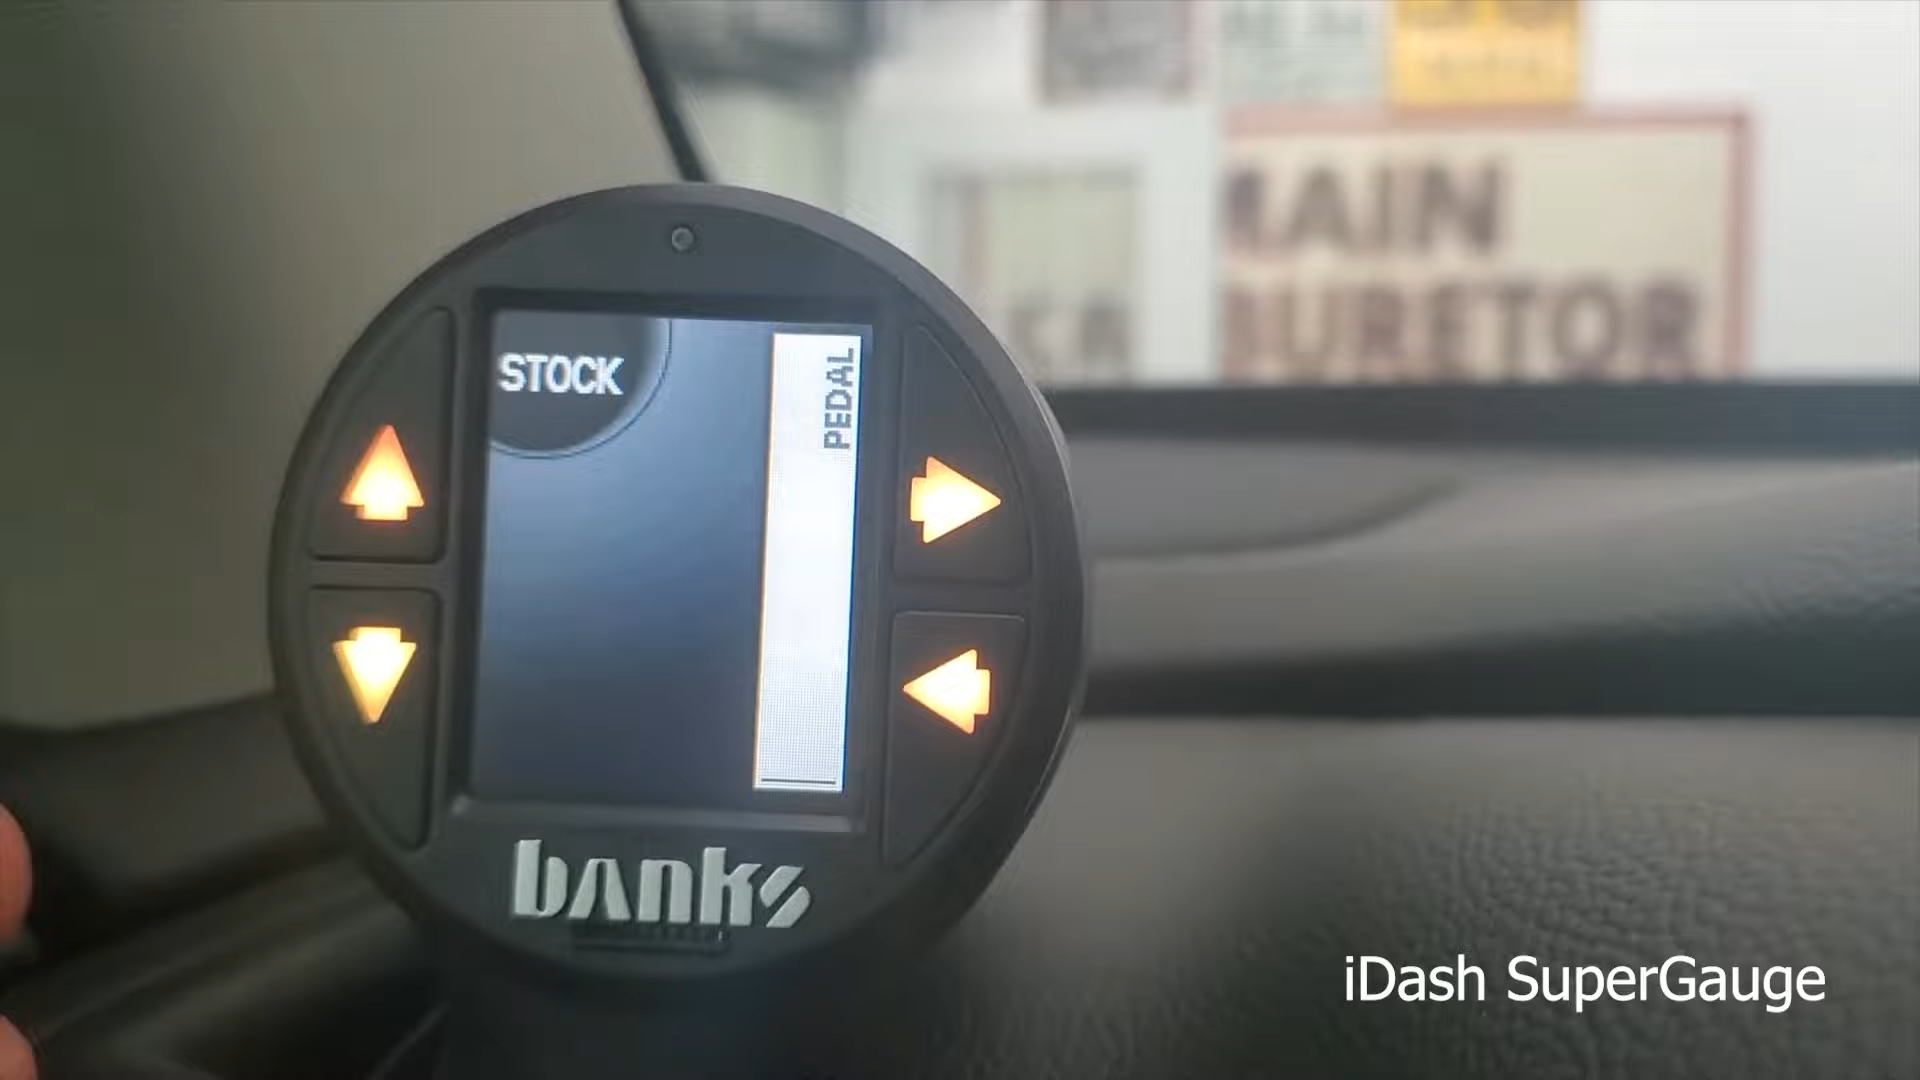 MAIN
BURETOR
STOCK
PEDAL
banks
iDash SuperGauge